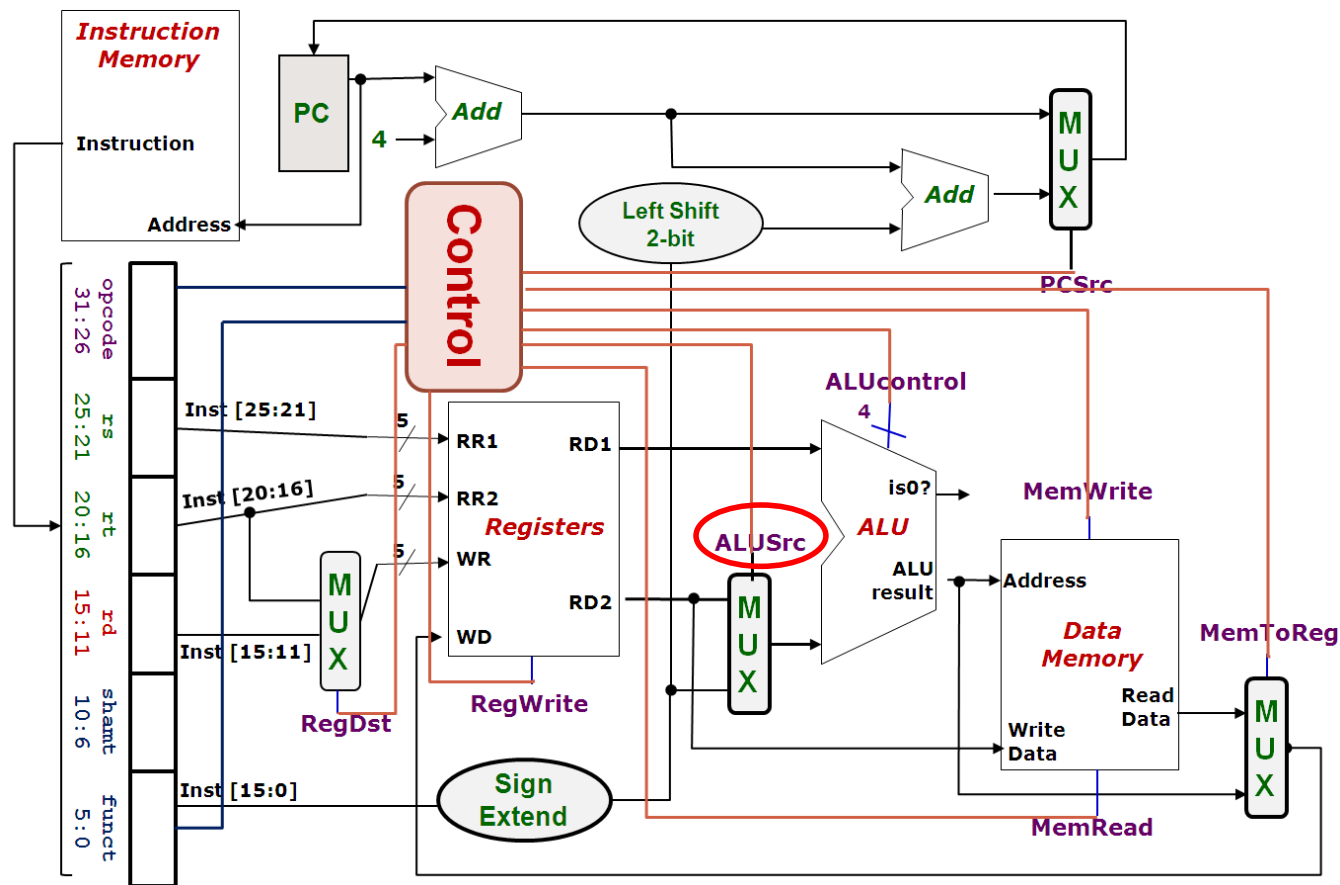 Instruction
Memory
Instruction
Address
PC
4
Add
Add
Left Shift
2-bit
M
U
X
PCSrc
Control
opcode
31:26
rs
25:21
rt
20:16
rd
15:11
shamt
10:6
funct
5:0
Inst [25:21]
5
Inst [20:16]
5
5
M
U
X
Inst [15:11]
RegDst
Inst [15:0]
Sign
Extend
RR1
RR2
WR
WD
Registers
RD1
RD2
RegWrite
ALUSrc
M
U
X
ALUcontrol
4
is0?
ALU
ALU
result
MemWrite
Address
Data
Memory
Read
Data
Write
Data
MemRead
MemToReg
M
U
X